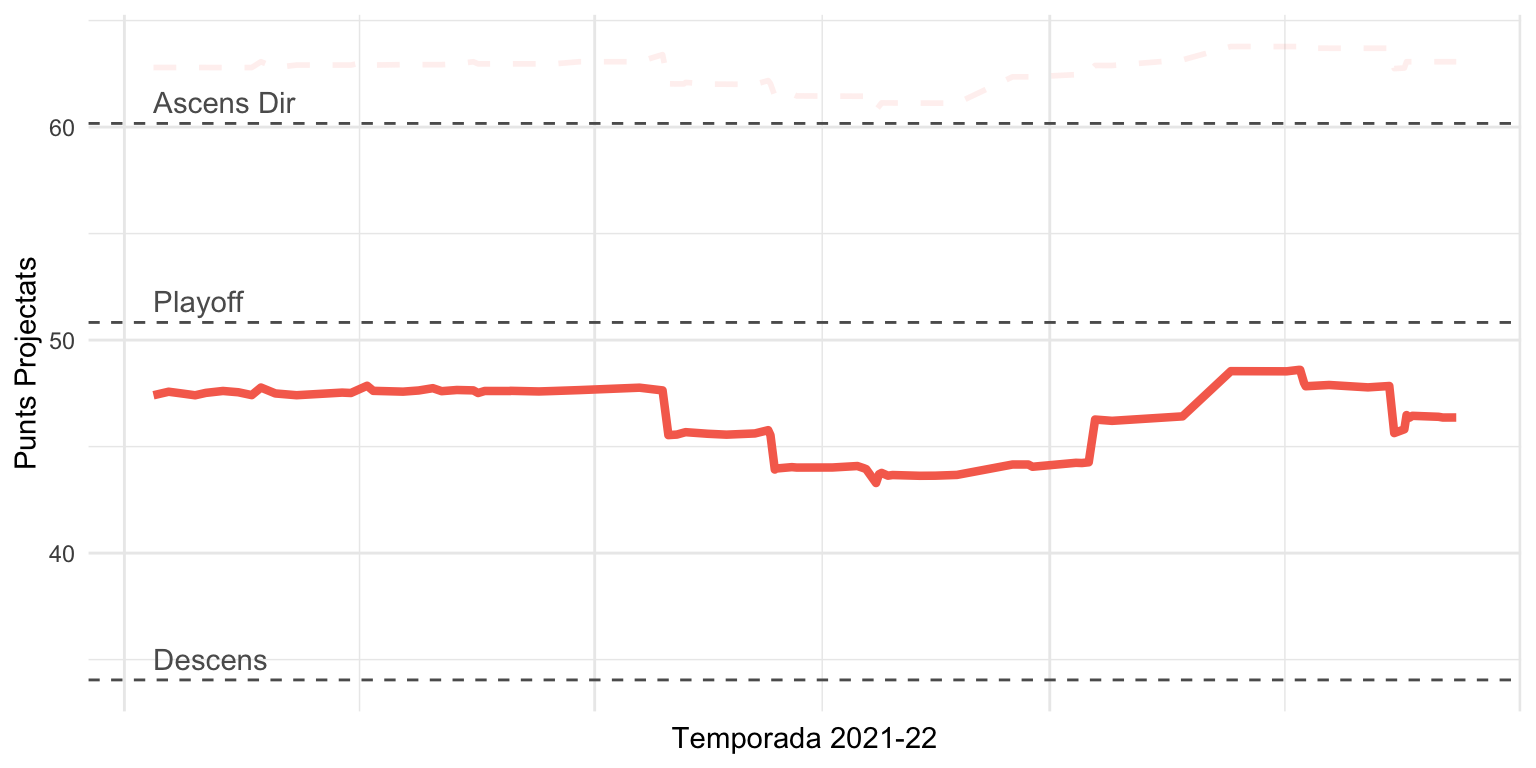 Ascens Dir
60
Playoff
50
40
Descens
Punts Projectats
Temporada 2021-22